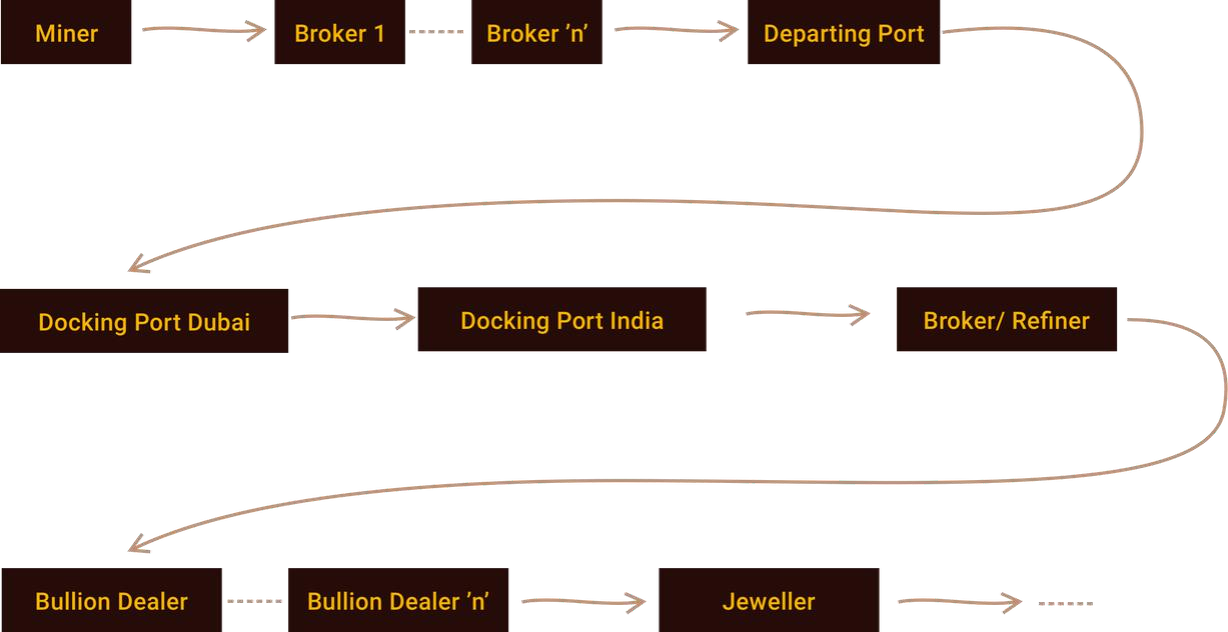 Miner
Broker 1
Broker ’n’
Departing Port
Docking Port Dubai
Docking Port India
Broker/ Refiner
Bullion Dealer
Bullion Dealer ’n’
Jeweller